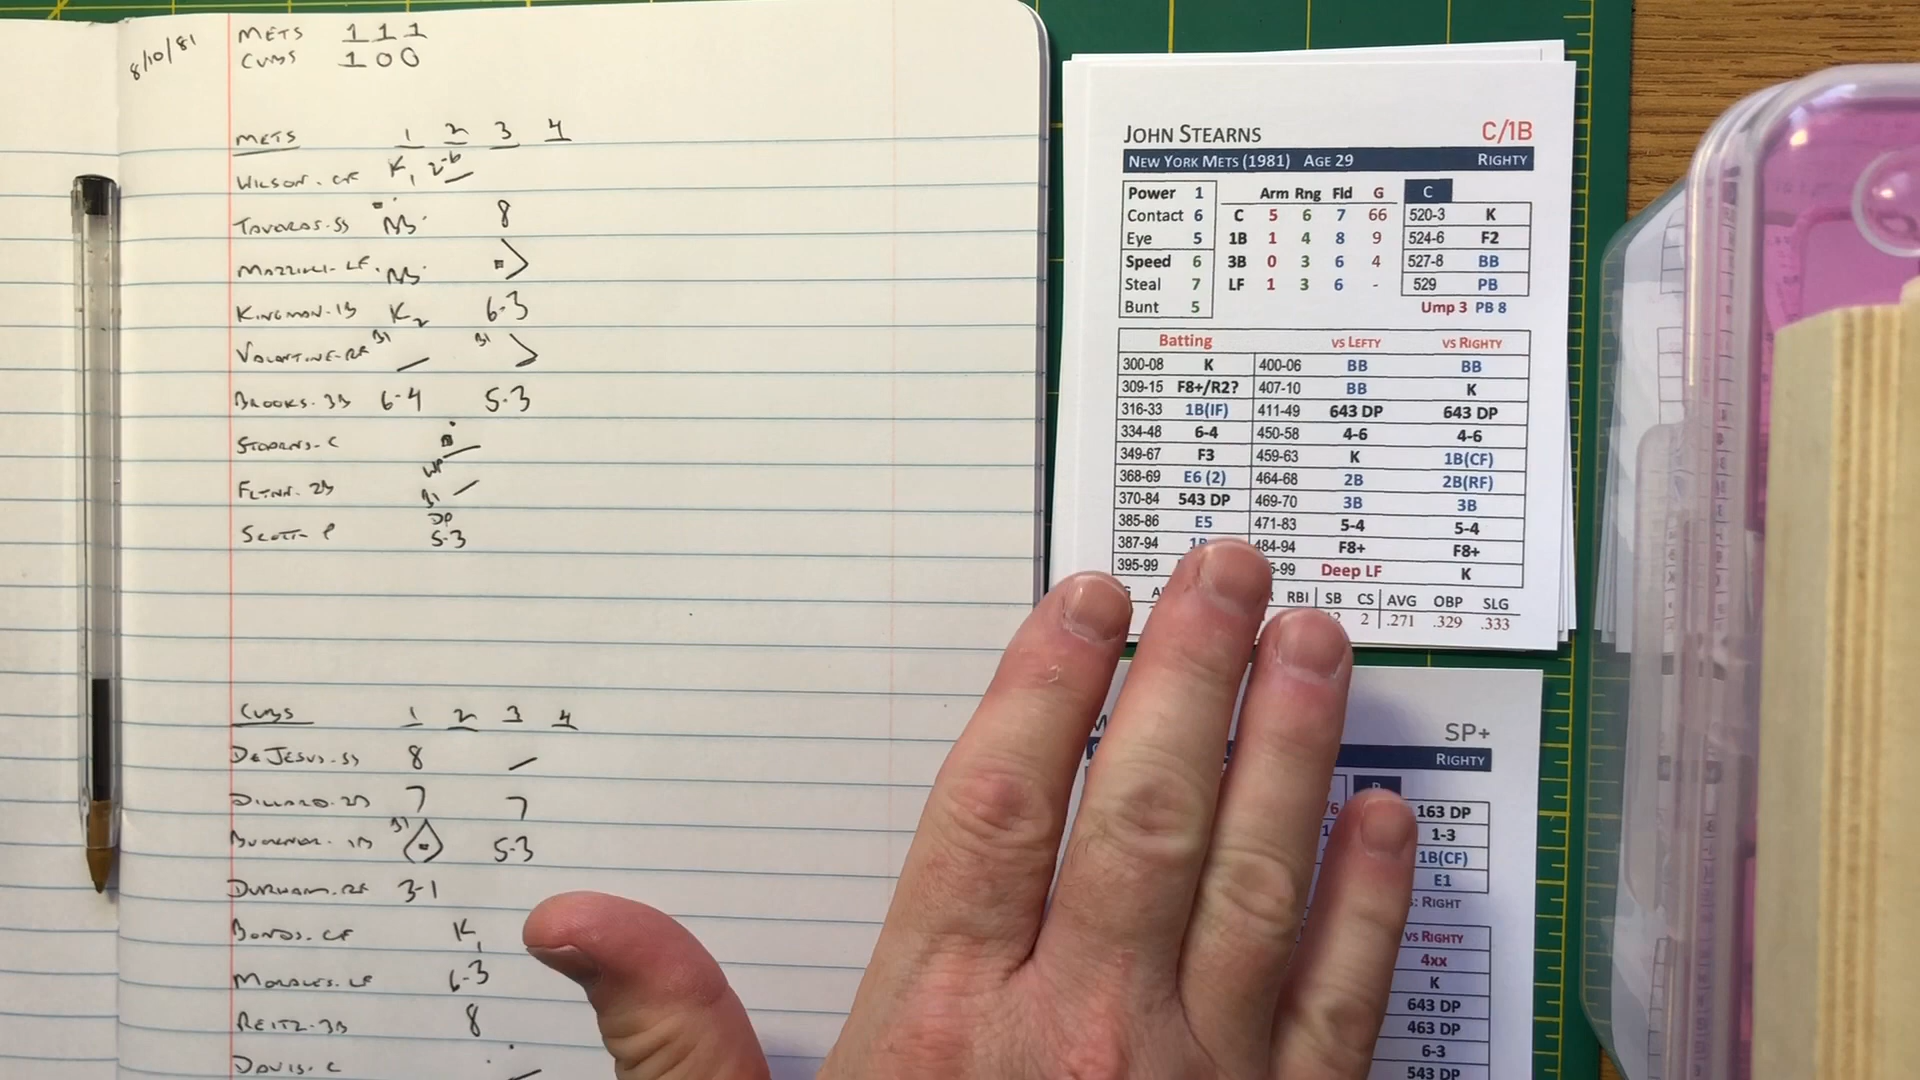 8/10/81
METS 1 1 1
CUBS 1 0 0
METS 1 2 3 4
WILSON. CF K1 2-6
TAVERAS. SS BB 8
MAZZILLI. LF BB
KINGMAN. 1B K2 6-3
VALENTINE. RF B1 B1
BROOKS. 3B 6-4 5-3
STEARNS. C WP
FLYNN. 2B B1
SCOTT. P DP 5-3
CUBS 1 2 3 4
DEJESUS. SS 8
DILLARD. 2B 7 7
BUCKNER. 1B B1 5-3
DURHAM. RF 3-1
BONDS. CF K1
MORALES. LF 6-3
REITZ. 3B 8
DAVIS. C
JOHN STEARNS C/1B
NEW YORK METS (1981) AGE 29 RIGHTY
Power 1
Contact 6
Eye 5
Speed 6
Steal 7
Bunt 5
Arm Rng Fld G
C 5 6 7 66
1B 1 4 8 9
3B 0 3 6 4
LF 1 3 6 -
C
520-3 K
524-6 F2
527-8 BB
529 PB
Ump 3 PB 8
Batting VS LEFTY VS RIGHTY
300-08 K 400-06 BB BB
309-15 F8+/R2? 407-10 BB K
316-33 1B(IF) 411-49 643 DP 643 DP
334-48 6-4 450-58 4-6 4-6
349-67 F3 459-63 K 1B(CF)
368-69 E6 (2) 464-68 2B 2B(RF)
370-84 543 DP 469-70 3B 3B
385-86 E5 471-83 5-4 5-4
387-94 484-94 F8+ F8+
395-99 Deep LF K
RBI SB CS AVG OBP SLG
2 .271 .329 .333
SP+
RIGHTY
163 DP
1-3
1B(CF)
E1
: RIGHT
VS RIGHTY
4xx
K
643 DP
463 DP
6-3
543 DP